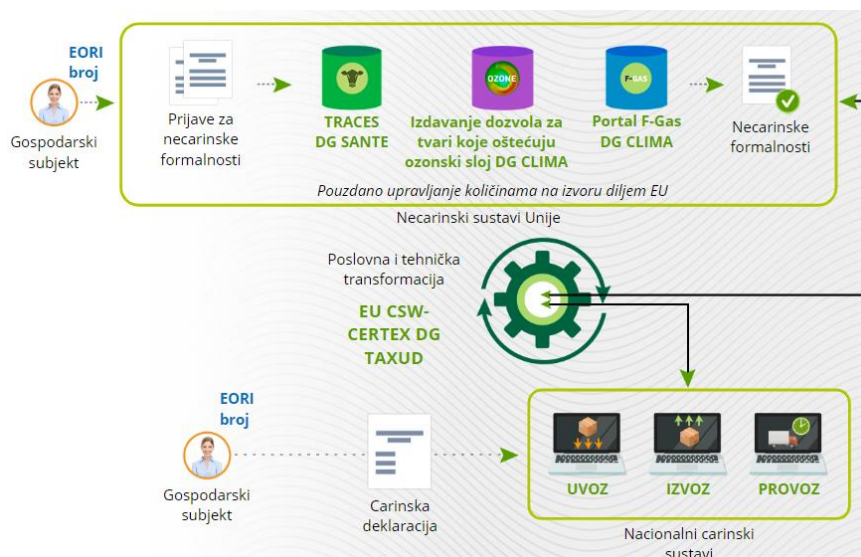 EORI
broj
Gospodarski
subjekt
Prijave za
necarinske
formalnosti
TRACES
DG SANTE
OZONE
Izdavanje dozvola za
tvari koje oštećuju
ozonski sloj DG CLIMA
F-GAS
Portal F-Gas
DG CLIMA
Necarinske
formalnosti
Pouzdano upravljanje količinama na izvoru diljem EU
Necarinski sustavi Unije
Poslovna i tehnička
transformacija
EU CSW-
CERTEX DG
TAXUD
EORI
broj
Gospodarski
subjekt
Carinska
deklaracija
UVOZ
IZVOZ
PROVOZ
Nacionalni carinski
sustavi